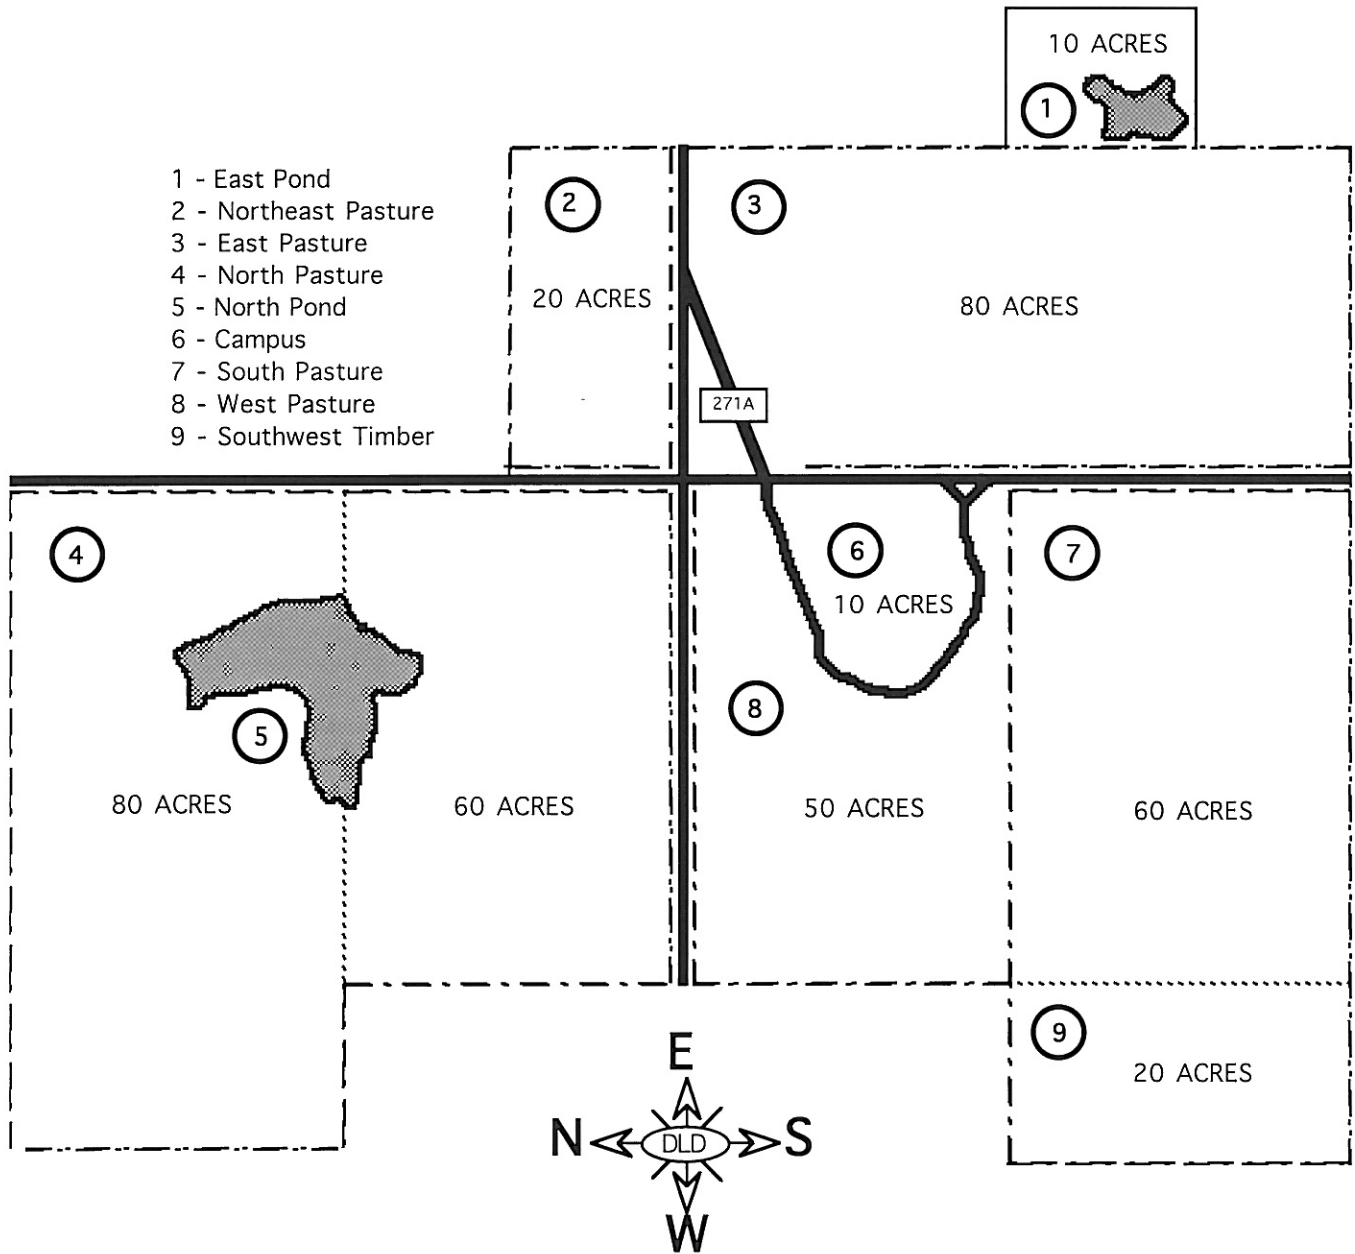 10 ACRES
1
1 - East Pond
2 - Northeast Pasture
3 - East Pasture
4 - North Pasture
5 - North Pond
6 - Campus
7 - South Pasture
8 - West Pasture
9 - Southwest Timber
2
3
20 ACRES
80 ACRES
271A
4
6
7
10 ACRES
5
8
80 ACRES
60 ACRES
50 ACRES
60 ACRES
9
20 ACRES
E
N
DLD
S
W